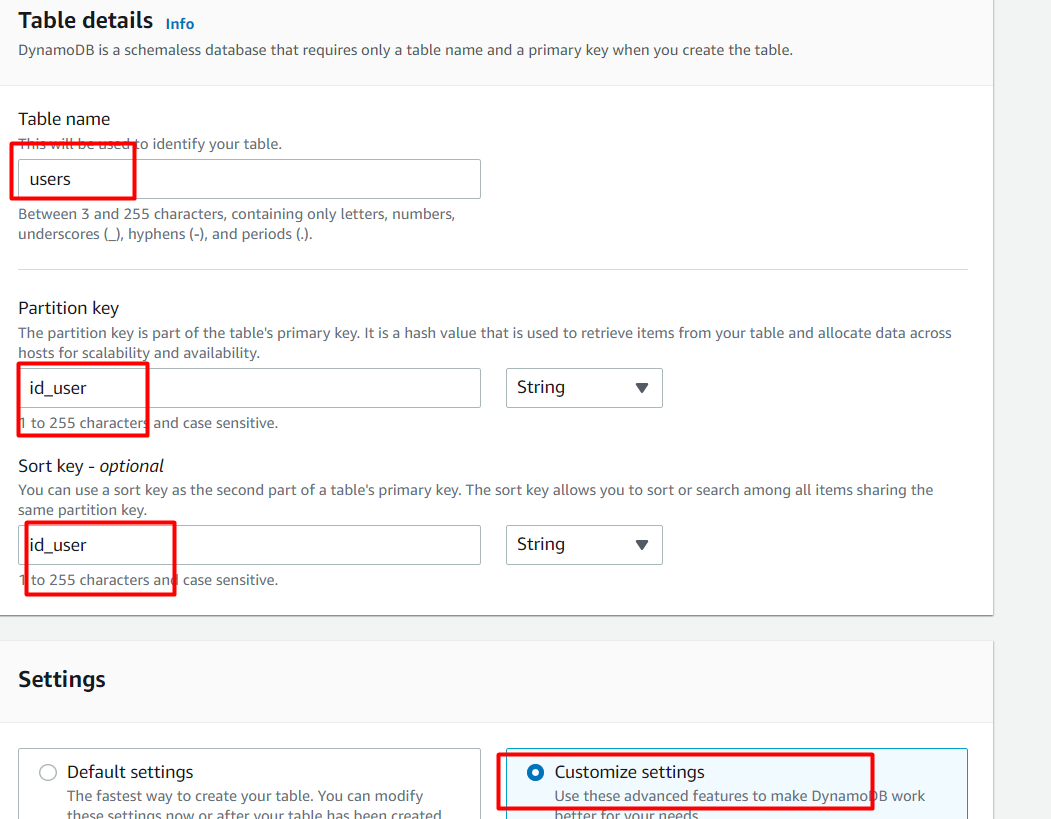 Table details Info
DynamoDB is a schemaless database that requires only a table name and a primary key when you create the table.
Table name
This will be used to identify your table.
users
Between 3 and 255 characters, containing only letters, numbers,
underscores (_), hyphens (-), and periods (.).
Partition key
The partition key is part of the table's primary key. It is a hash value that is used to retrieve items from your table and allocate data across
hosts for scalability and availability.
id_user String
1 to 255 characters and case sensitive.
Sort key - optional
You can use a sort key as the second part of a table's primary key. The sort key allows you to sort or search among all items sharing the
same partition key.
id_user String
1 to 255 characters and case sensitive.
Settings
Default settings
The fastest way to create your table. You can modify
these settings now or after your table has been created
Customize settings
Use these advanced features to make DynamoDB work
better for your needs